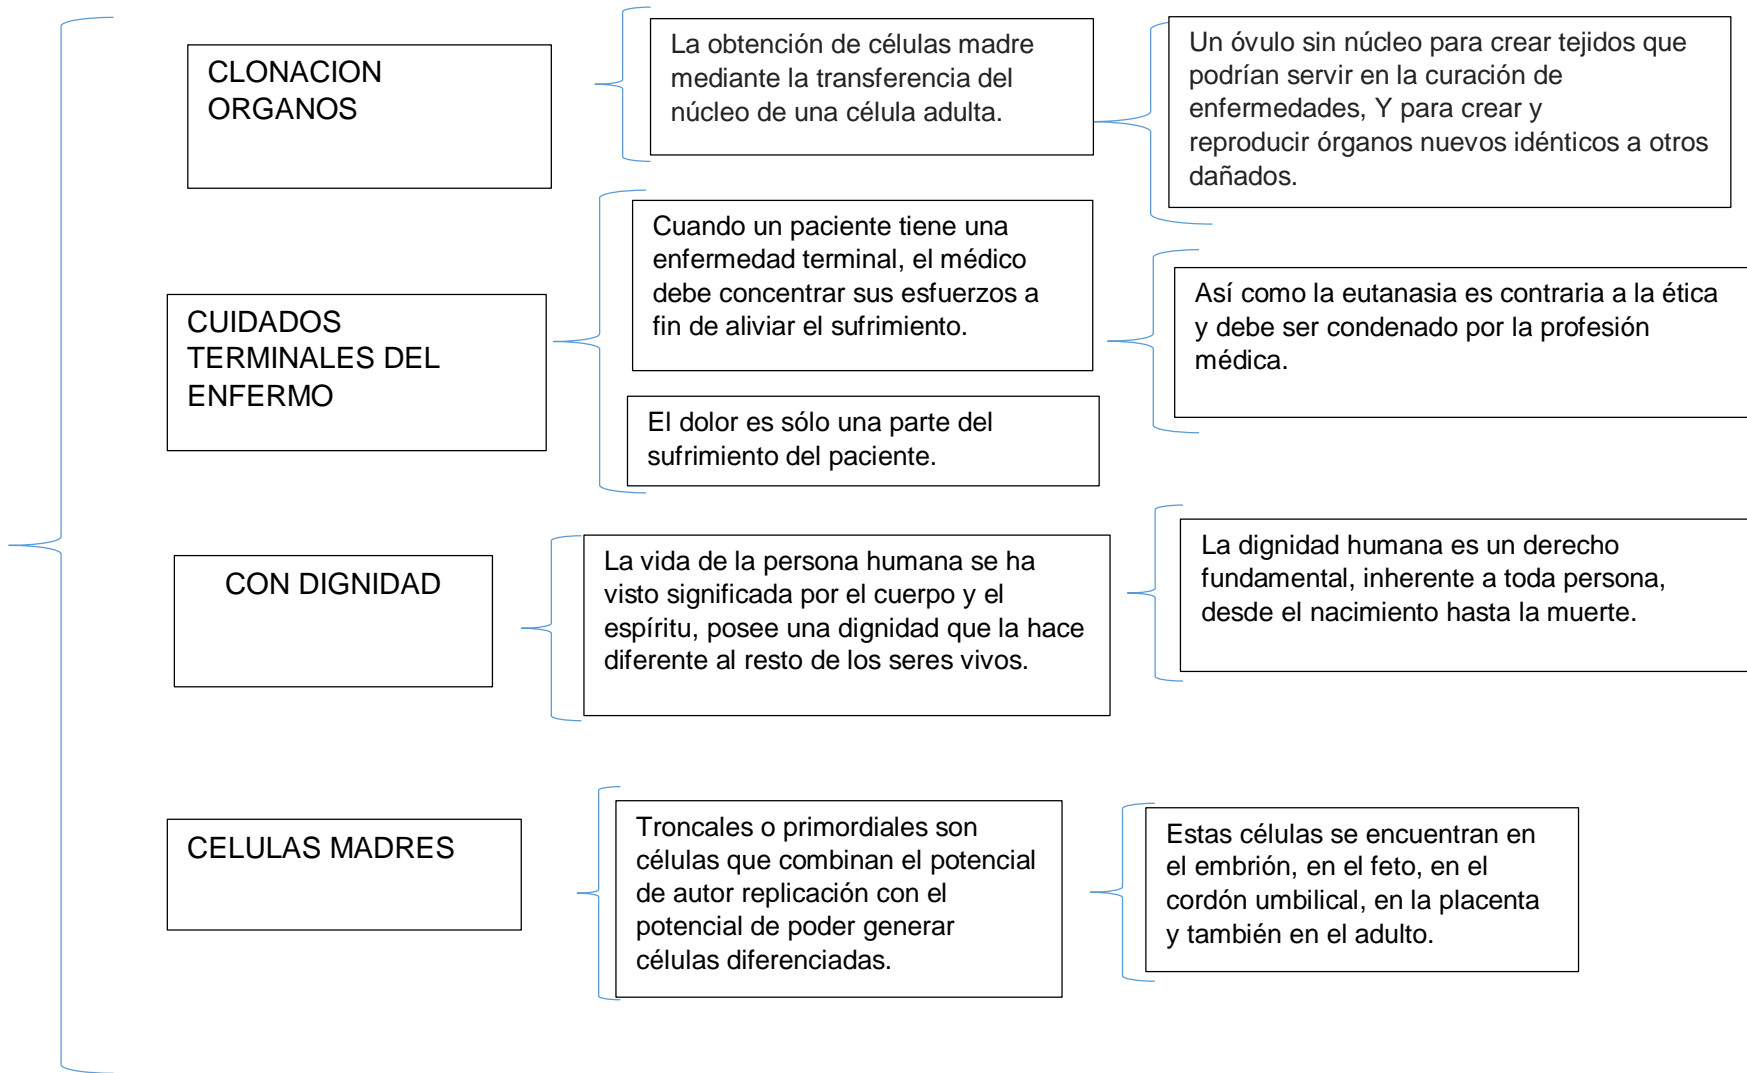 CLONACION
ORGANOS
La obtención de células madre
mediante la transferencia del
núcleo de una célula adulta.
Un óvulo sin núcleo para crear tejidos que
podrían servir en la curación de
enfermedades, Y para crear y
reproducir órganos nuevos idénticos a otros
dañados.
CUIDADOS
TERMINALES DEL
ENFERMO
Cuando un paciente tiene una
enfermedad terminal, el médico
debe concentrar sus esfuerzos a
fin de aliviar el sufrimiento.
El dolor es sólo una parte del
sufrimiento del paciente.
Así como la eutanasia es contraria a la ética
y debe ser condenado por la profesión
médica.
CON DIGNIDAD
La vida de la persona humana se ha
visto significada por el cuerpo y el
espíritu, posee una dignidad que la hace
diferente al resto de los seres vivos.
La dignidad humana es un derecho
fundamental, inherente a toda persona,
desde el nacimiento hasta la muerte.
CELULAS MADRES
Troncales o primordiales son
células que combinan el potencial
de autor replicación con el
potencial de poder generar
células diferenciadas.
Estas células se encuentran en
el embrión, en el feto, en el
cordón umbilical, en la placenta
y también en el adulto.